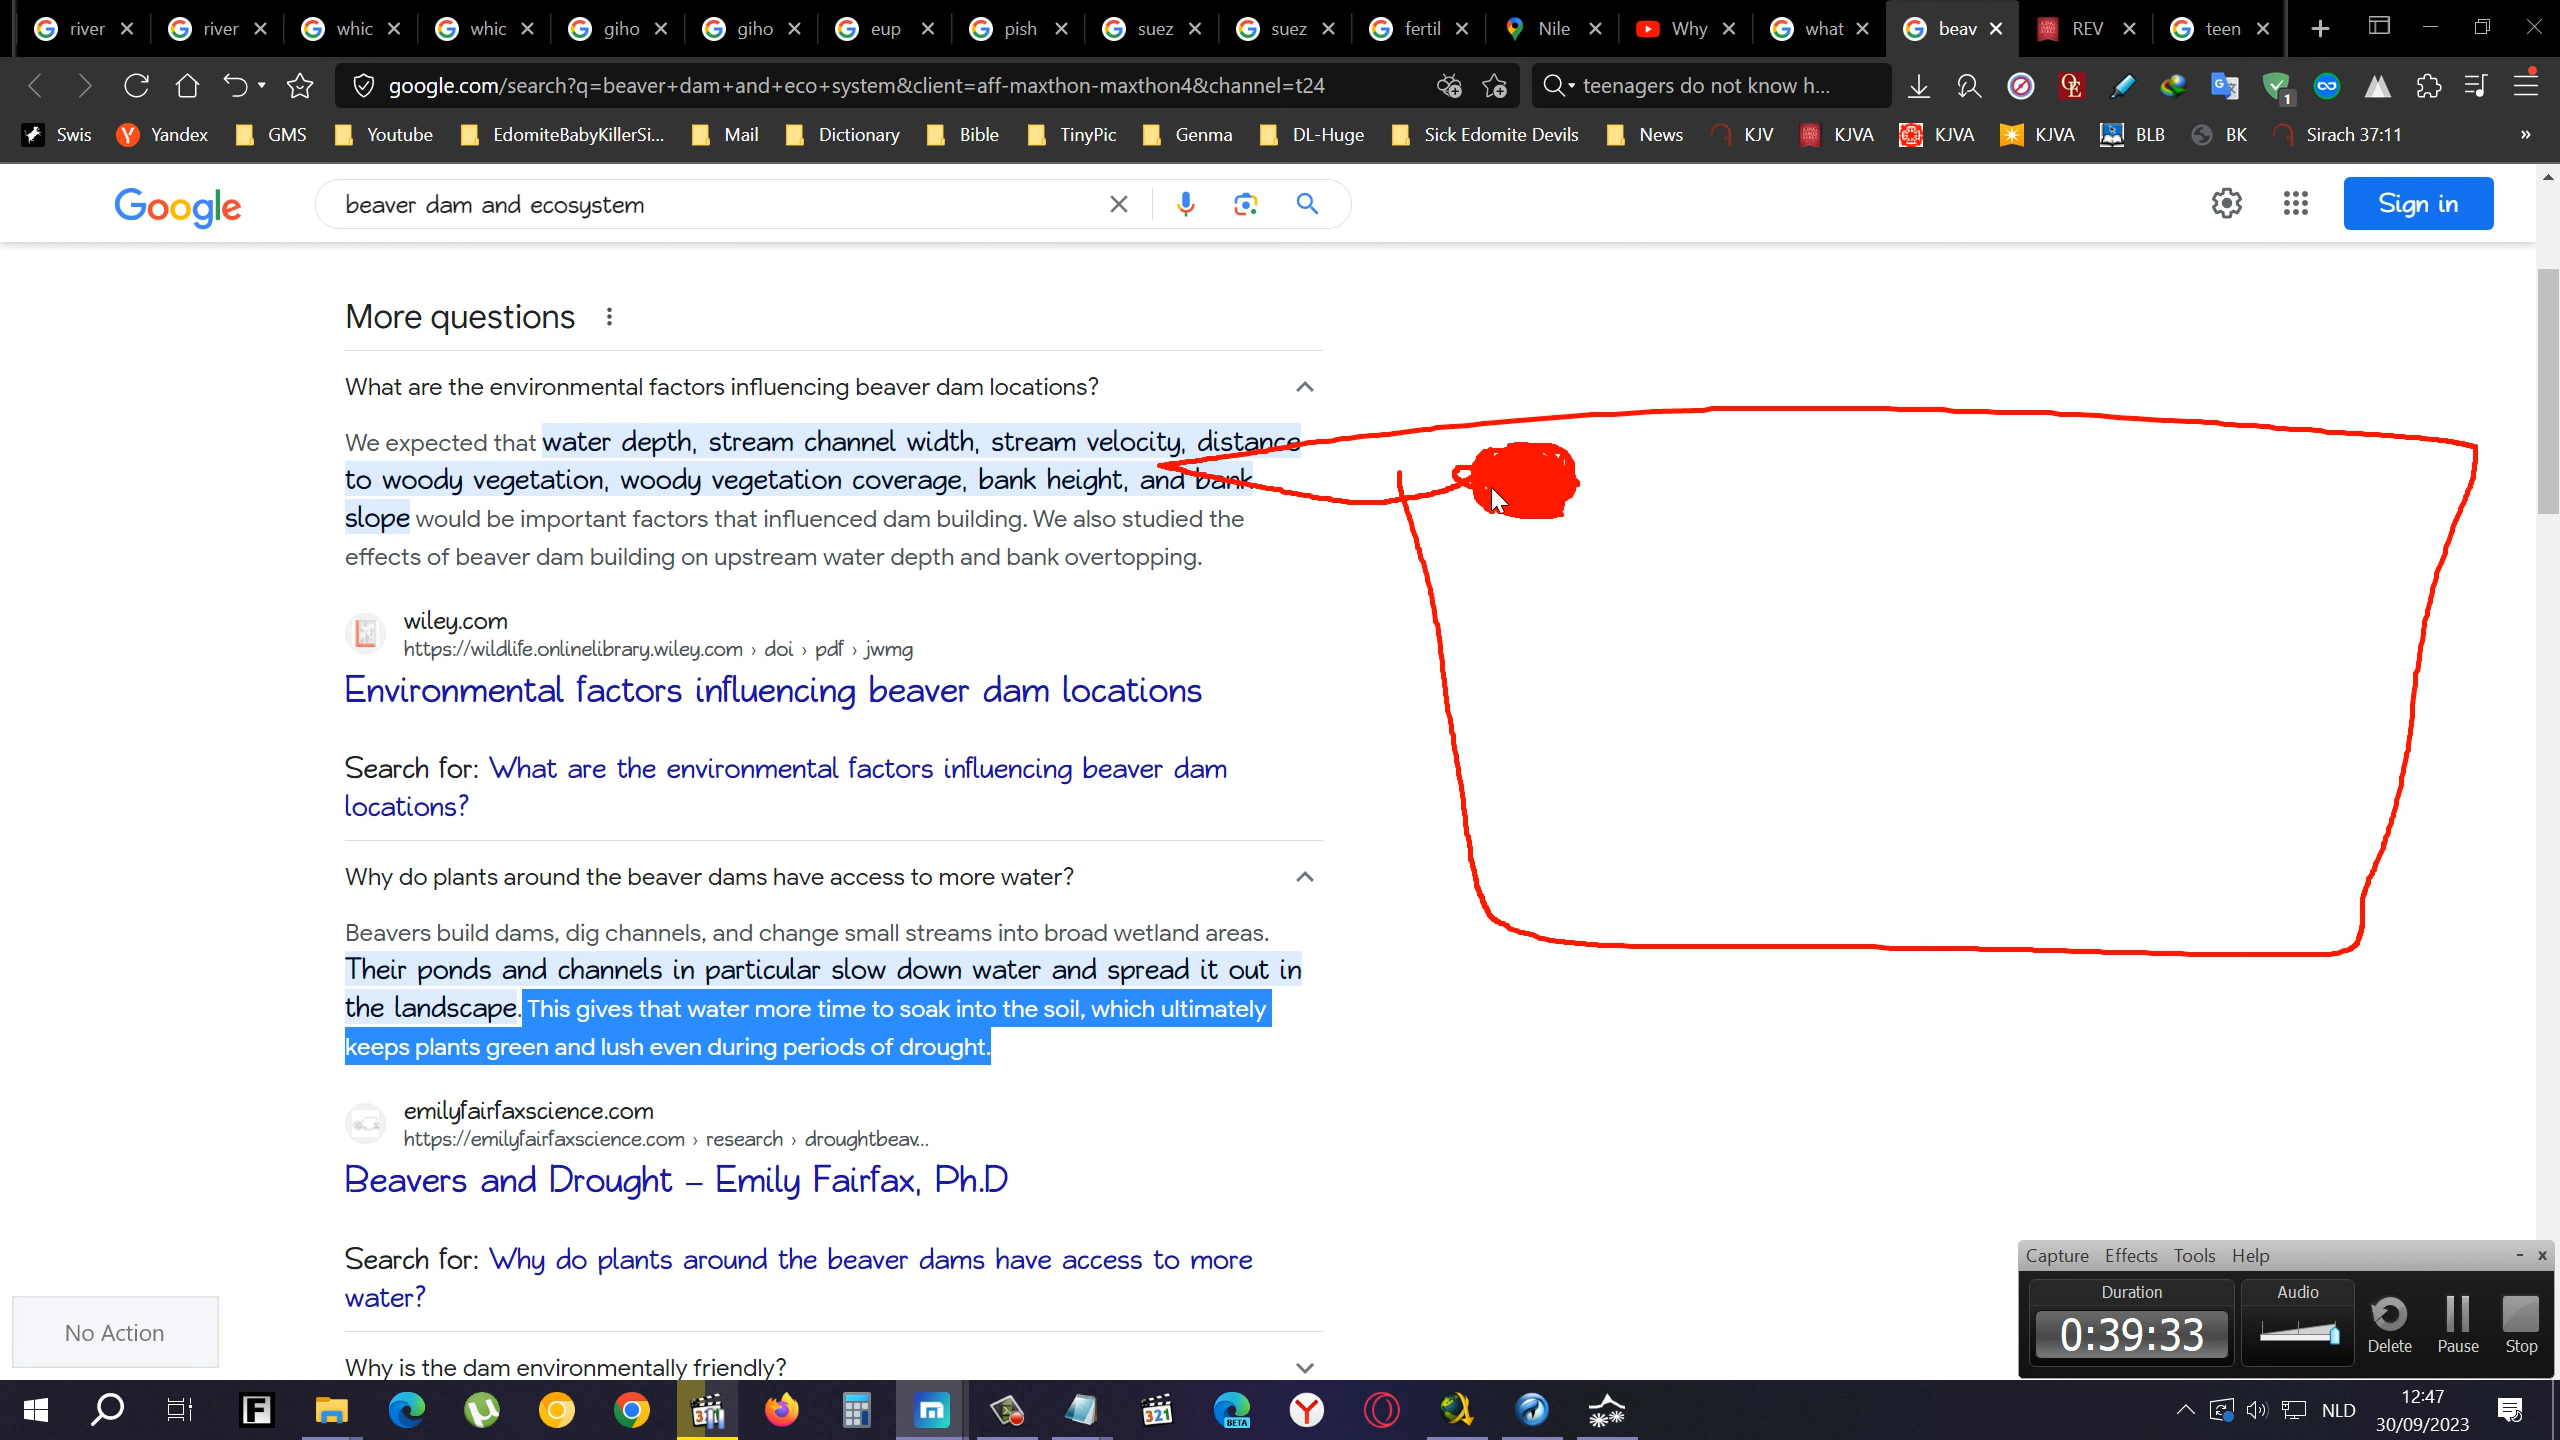 river
river
whic
whic
giho
giho
eup
pish
suez
suez
fertil
Nile
Why
what
beav
REV
teen
google.com/search?q=beaver+dam+and+eco+system&client=aff-maxthon-maxthon4&channel=t24
teenagers do not know h...
1
Swis
Yandex
GMS
Youtube
EdomiteBabyKillerSi...
Mail
Dictionary
Bible
TinyPic
Genma
DL-Huge
Sick Edomite Devils
News
KJV
KJVA
KJVA
KJVA
BLB
BK
Sirach 37:11
»
Google
beaver dam and ecosystem
Sign in
More questions
What are the environmental factors influencing beaver dam locations?
We expected that water depth, stream channel width, stream velocity, distance
to woody vegetation, woody vegetation coverage, bank height, and bank
slope would be important factors that influenced dam building. We also studied the
effects of beaver dam building on upstream water depth and bank overtopping.
wiley.com
https://wildlife.onlinelibrary.wiley.com › doi › pdf › jwmg
Environmental factors influencing beaver dam locations
Search for: What are the environmental factors influencing beaver dam
locations?
Why do plants around the beaver dams have access to more water?
Beavers build dams, dig channels, and change small streams into broad wetland areas.
Their ponds and channels in particular slow down water and spread it out in
the landscape. This gives that water more time to soak into the soil, which ultimately
keeps plants green and lush even during periods of drought.
emilyfairfaxscience.com
https://emilyfairfaxscience.com › research › droughtbeav...
Beavers and Drought – Emily Fairfax, Ph.D
Search for: Why do plants around the beaver dams have access to more
water?
Why is the dam environmentally friendly?
No Action
Capture Effects Tools Help
Duration
0:39:33
Audio
Delete
Pause
Stop
321
BETA
NLD
12:47
30/09/2023